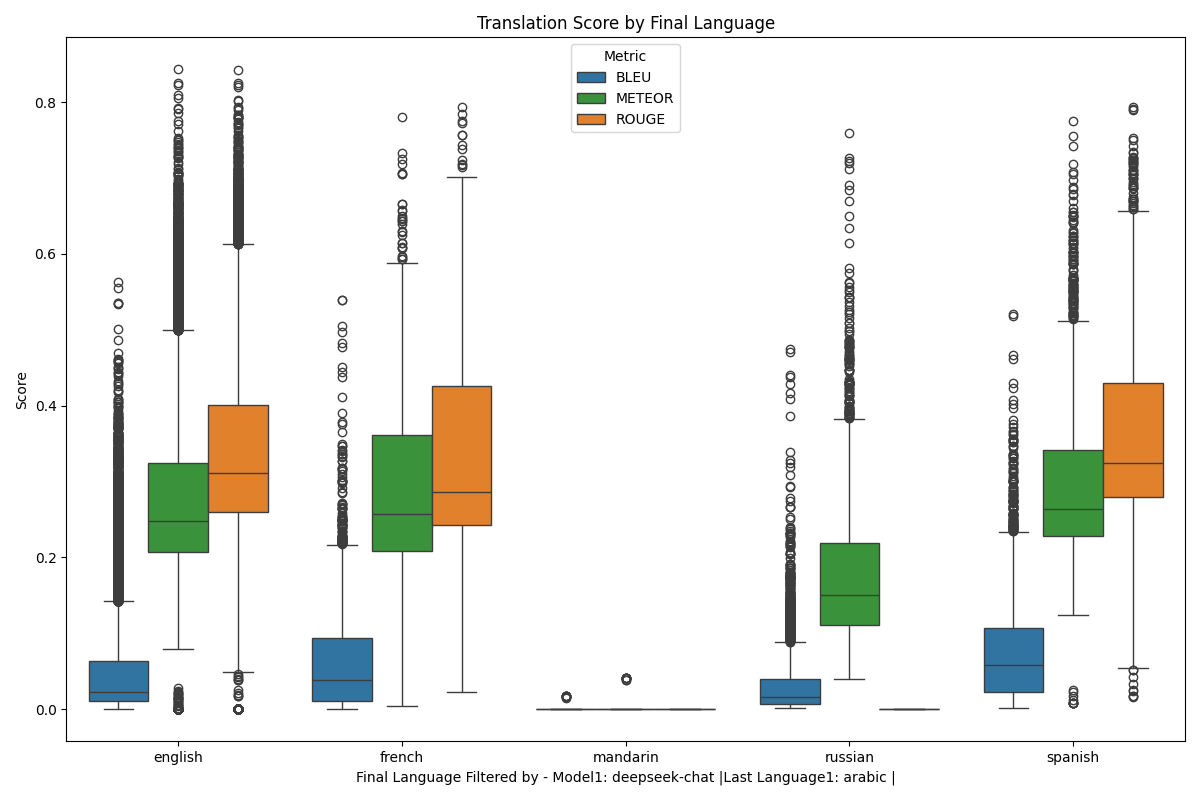 Translation Score by Final Language
Metric
BLEU
METEOR
ROUGE
Score
0.8
0.6
0.4
0.2
0.0
english
french
mandarin
russian
spanish
Final Language Filtered by - Model1: deepseek-chat |Last Language1: arabic |